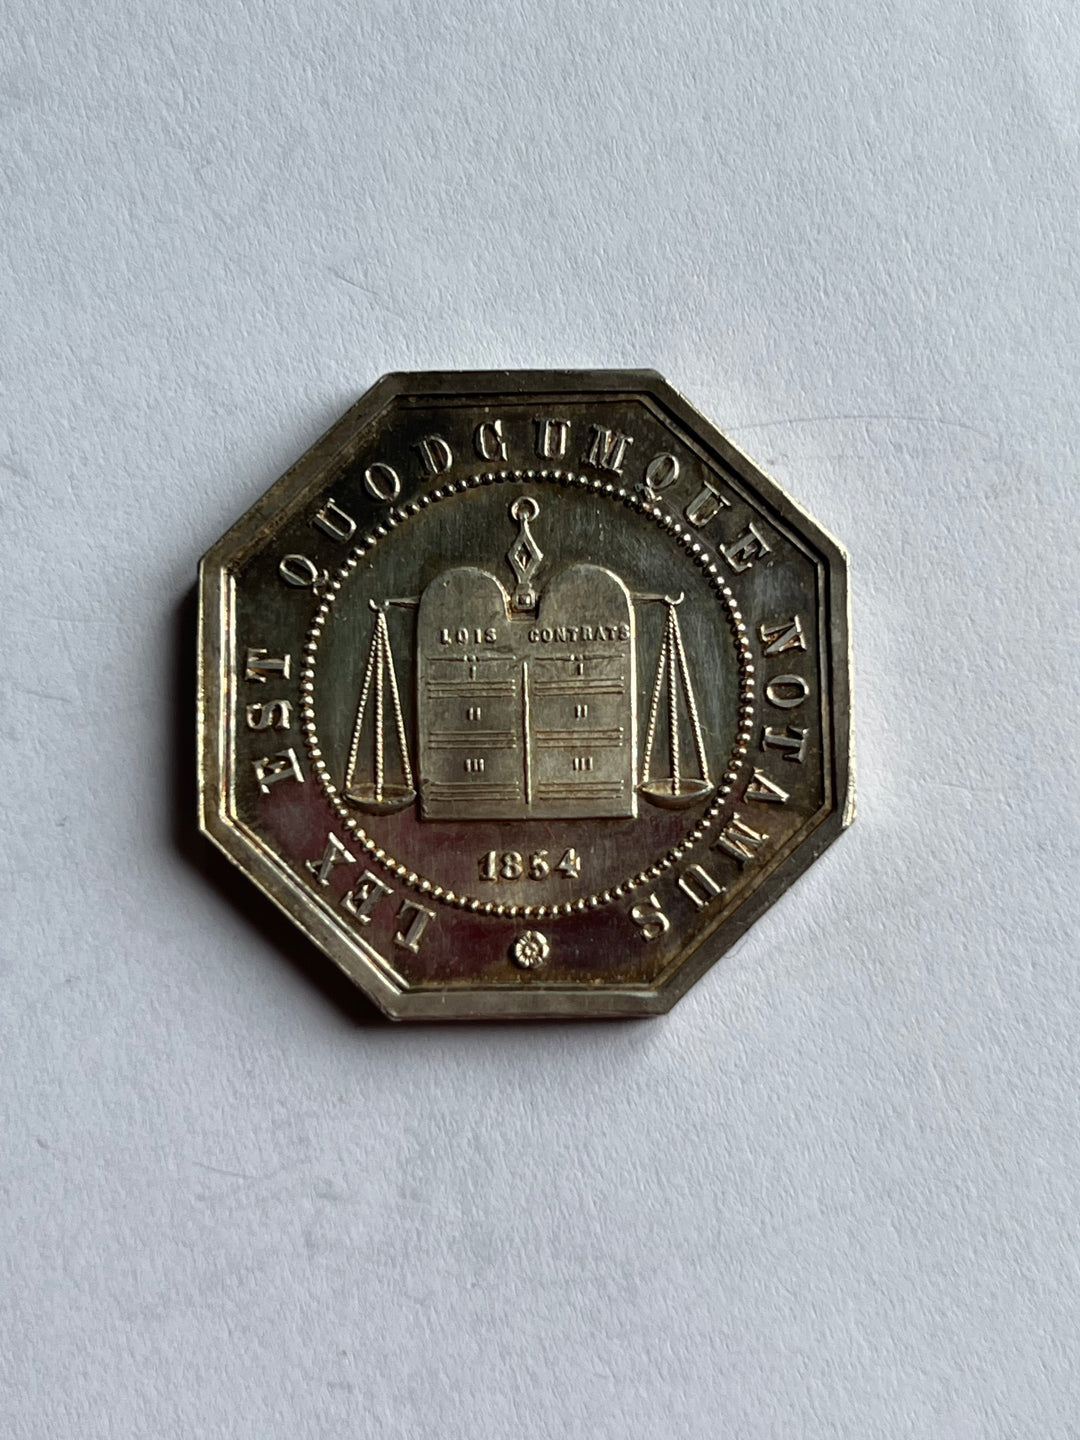 LEX EST QUODCUMQUE NOTAMUS
LOIS CONTRATS
I I
II II
III III
1854